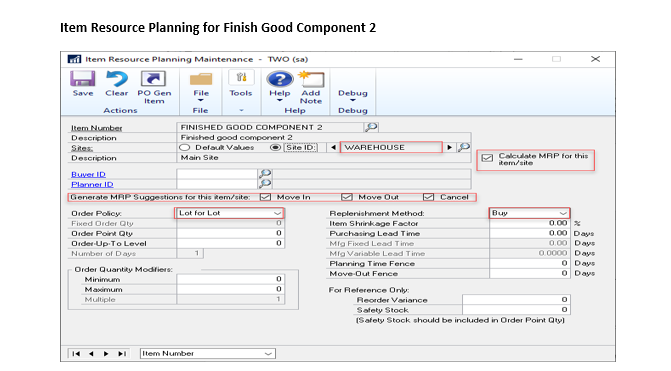 Item Resource Planning for Finish Good Component 2
Item Resource Planning Maintenance - TWO (sa)
Save Clear PO Gen Item File Tools Help Add Note Debug
Actions File Help Debug
Item Number FINISHED GOOD COMPONENT 2
Description Finished good component 2
Sites: Default Values Site ID: WAREHOUSE
Description Main Site
Calculate MRP for this item/site
Buyer ID
Planner ID
Generate MRP Suggestions for this item/site: Move In Move Out Cancel
Order Policy: Lot for Lot Replenishment Method: Buy
Fixed Order Qty 0 Item Shrinkage Factor 0.00 %
Order Point Qty 0 Purchasing Lead Time 0.00 Days
Order-Up-To Level 0 Mfg Fixed Lead Time 0.00 Days
Number of Days 1 Mfg Variable Lead Time 0.0000 Days
Planning Time Fence 0 Days
Order Quantity Modifiers: Move-Out Fence 0 Days
Minimum 0
Maximum 0 For Reference Only:
Multiple 1 Reorder Variance 0
Safety Stock 0
(Safety Stock should be included in Order Point Qty)
Item Number